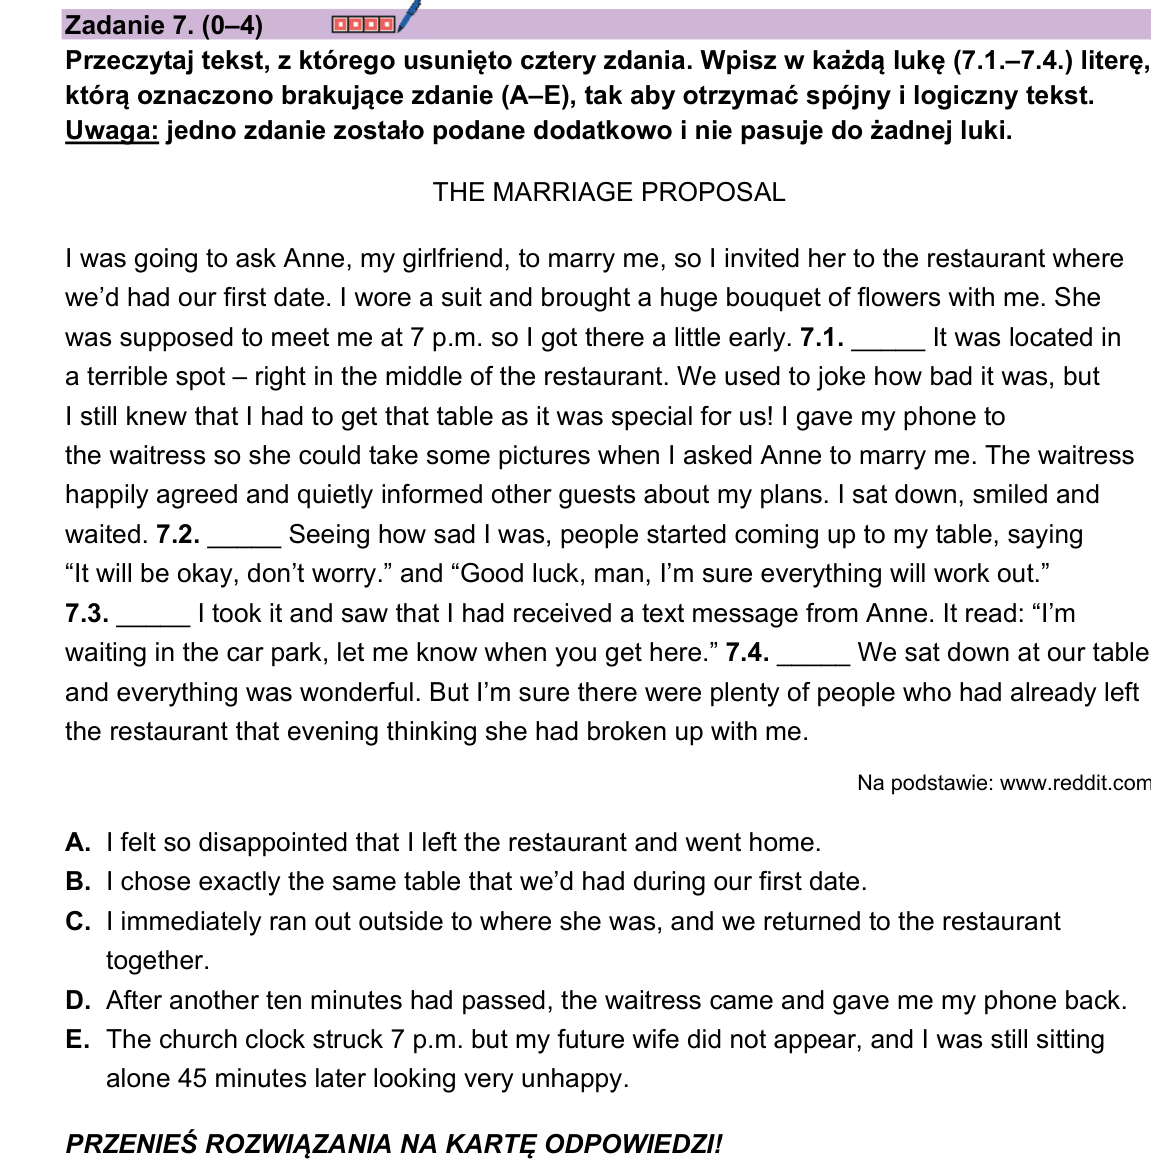 Zadanie 7. (0–4)
Przeczytaj tekst, z którego usunięto cztery zdania. Wpisz w każdą lukę (7.1.–7.4.) literę,
którą oznaczono brakujące zdanie (A–E), tak aby otrzymać spójny i logiczny tekst.
Uwaga: jedno zdanie zostało podane dodatkowo i nie pasuje do żadnej luki.
THE MARRIAGE PROPOSAL
I was going to ask Anne, my girlfriend, to marry me, so I invited her to the restaurant where
we’d had our first date. I wore a suit and brought a huge bouquet of flowers with me. She
was supposed to meet me at 7 p.m. so I got there a little early. 7.1. _____ It was located in
a terrible spot – right in the middle of the restaurant. We used to joke how bad it was, but
I still knew that I had to get that table as it was special for us! I gave my phone to
the waitress so she could take some pictures when I asked Anne to marry me. The waitress
happily agreed and quietly informed other guests about my plans. I sat down, smiled and
waited. 7.2. _____ Seeing how sad I was, people started coming up to my table, saying
“It will be okay, don’t worry.” and “Good luck, man, I’m sure everything will work out.”
7.3. _____ I took it and saw that I had received a text message from Anne. It read: “I’m
waiting in the car park, let me know when you get here.” 7.4. _____ We sat down at our table
and everything was wonderful. But I’m sure there were plenty of people who had already left
the restaurant that evening thinking she had broken up with me.
Na podstawie: www.reddit.com
A. I felt so disappointed that I left the restaurant and went home.
B. I chose exactly the same table that we’d had during our first date.
C. I immediately ran out outside to where she was, and we returned to the restaurant
together.
D. After another ten minutes had passed, the waitress came and gave me my phone back.
E. The church clock struck 7 p.m. but my future wife did not appear, and I was still sitting
alone 45 minutes later looking very unhappy.
PRZENIEŚ ROZWIĄZANIA NA KARTĘ ODPOWIEDZI!